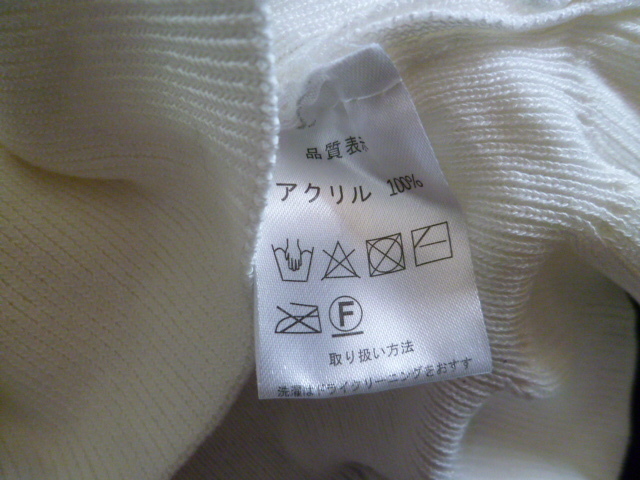 品質表示
アクリル 100%
F
取り扱い方法
洗濯はドライクリーニングをおすす